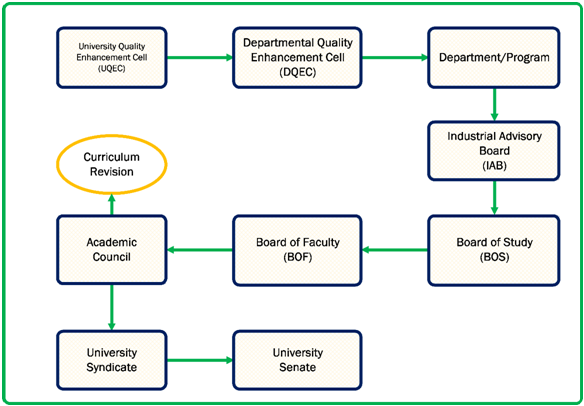 University Quality
Enhancement Cell
(UQEC)
Departmental Quality
Enhancement Cell
(DQEC)
Department/Program
Industrial Advisory
Board
(IAB)
Curriculum
Revision
Academic
Council
Board of Faculty
(BOF)
Board of Study
(BOS)
University
Syndicate
University
Senate